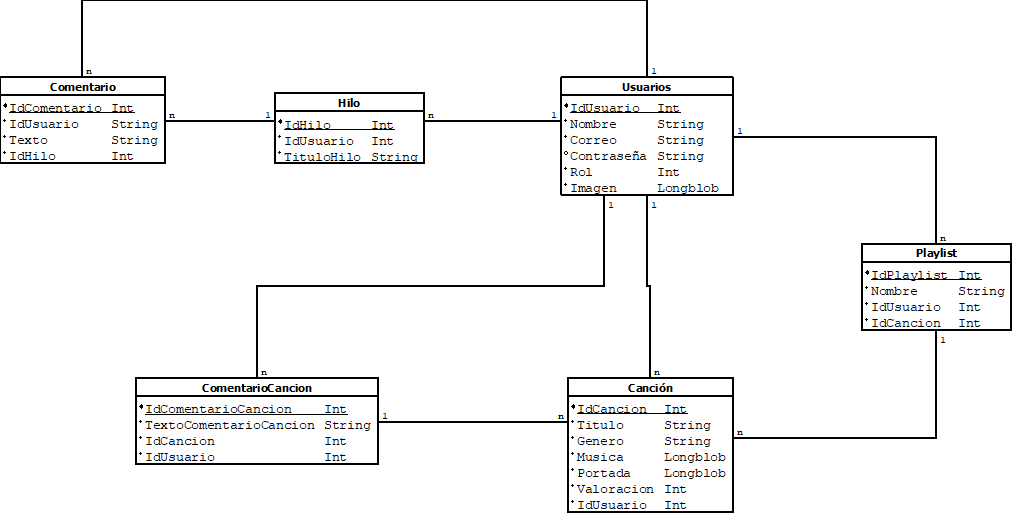 n
1
Comentario
IdComentario Int
IdUsuario String
Texto String
IdHilo Int
n
1
Hilo
IdHilo Int
IdUsuario Int
TituloHilo String
n
1
Usuarios
IdUsuario Int
Nombre String
Correo String
Contraseña String
Rol Int
Imagen Longblob
1
1
1
n
Playlist
IdPlaylist Int
Nombre String
IdUsuario Int
IdCancion Int
1
n
n
ComentarioCancion
IdComentarioCancion Int
TextoComentarioCancion String
IdCancion Int
IdUsuario Int
1
n
Canción
IdCancion Int
Titulo String
Genero String
Musica Longblob
Portada Longblob
Valoracion Int
IdUsuario Int
n